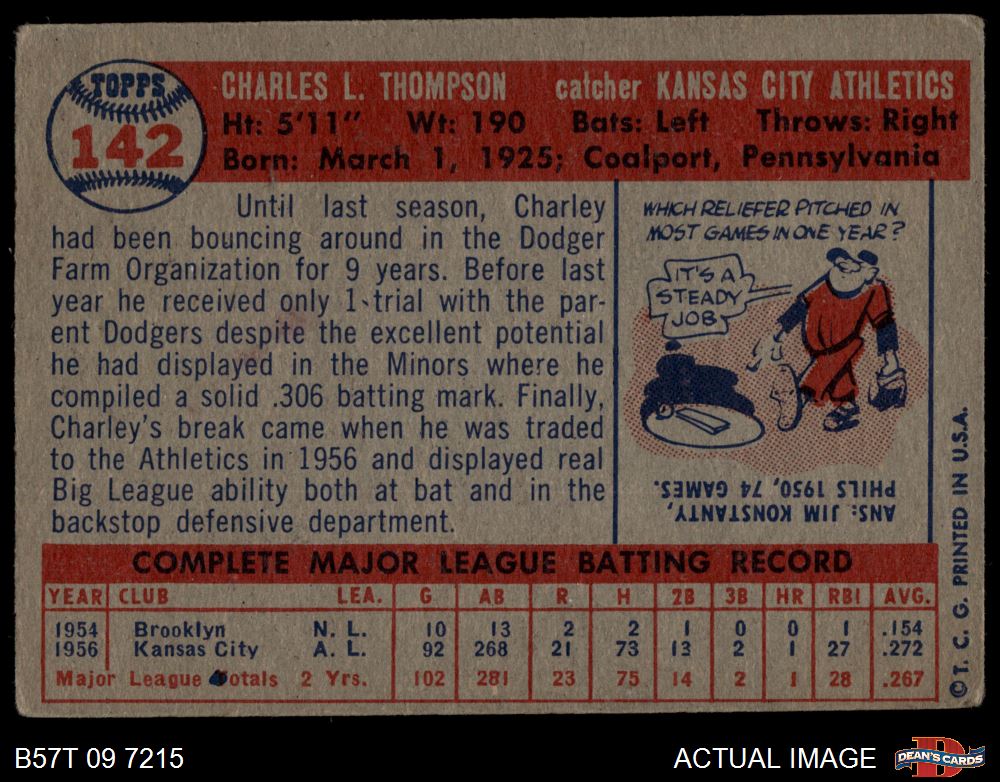 TOPPS
142
CHARLES L. THOMPSON catcher KANSAS CITY ATHLETICS
Ht: 5'11" Wt: 190 Bats: Left Throws: Right
Born: March 1, 1925; Coalport, Pennsylvania
Until last season, Charley
had been bouncing around in the Dodger
Farm Organization for 9 years. Before last
year he received only 1 trial with the par-
ent Dodgers despite the excellent potential
he had displayed in the Minors where he
compiled a solid .306 batting mark. Finally,
Charley's break came when he was traded
to the Athletics in 1956 and displayed real
Big League ability both at bat and in the
backstop defensive department.
WHICH RELIEFER PITCHED IN
MOST GAMES IN ONE YEAR?
IT'S A
STEADY
JOB
ANS: JIM KONSTANTY,
PHILS 1950, 74 GAMES.
COMPLETE MAJOR LEAGUE BATTING RECORD
YEAR CLUB LEA. G AB R H 2B 3B HR RBI AVG.
1954 Brooklyn N. L. 10 13 2 2 1 0 0 1 .154
1956 Kansas City A. L. 92 268 21 73 13 2 1 27 .272
Major League Totals 2 Yrs. 102 281 23 75 14 2 1 28 .267
© T. C. G. PRINTED IN U.S.A.
B57T 09 7215
ACTUAL IMAGE
DEAN'S CARDS